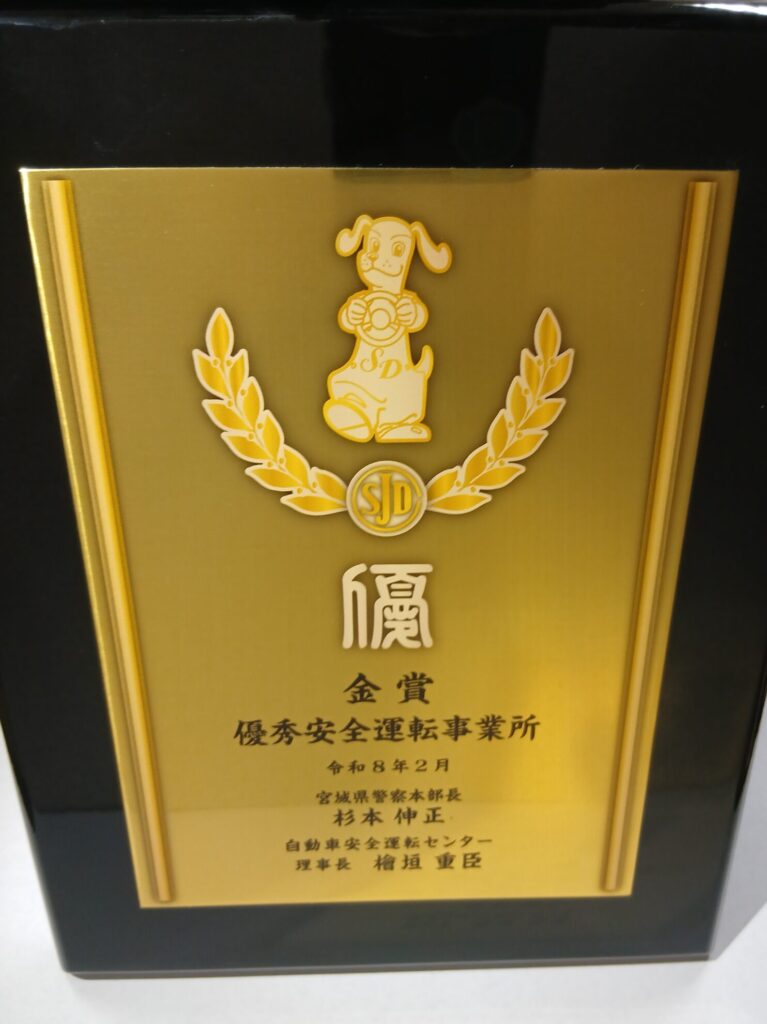 SD
SJD
優
金賞
優秀安全運転事業所
令和8年2月
宮城県警察本部長
杉本 伸正
自動車安全運転センター
理事長 檜垣 重臣